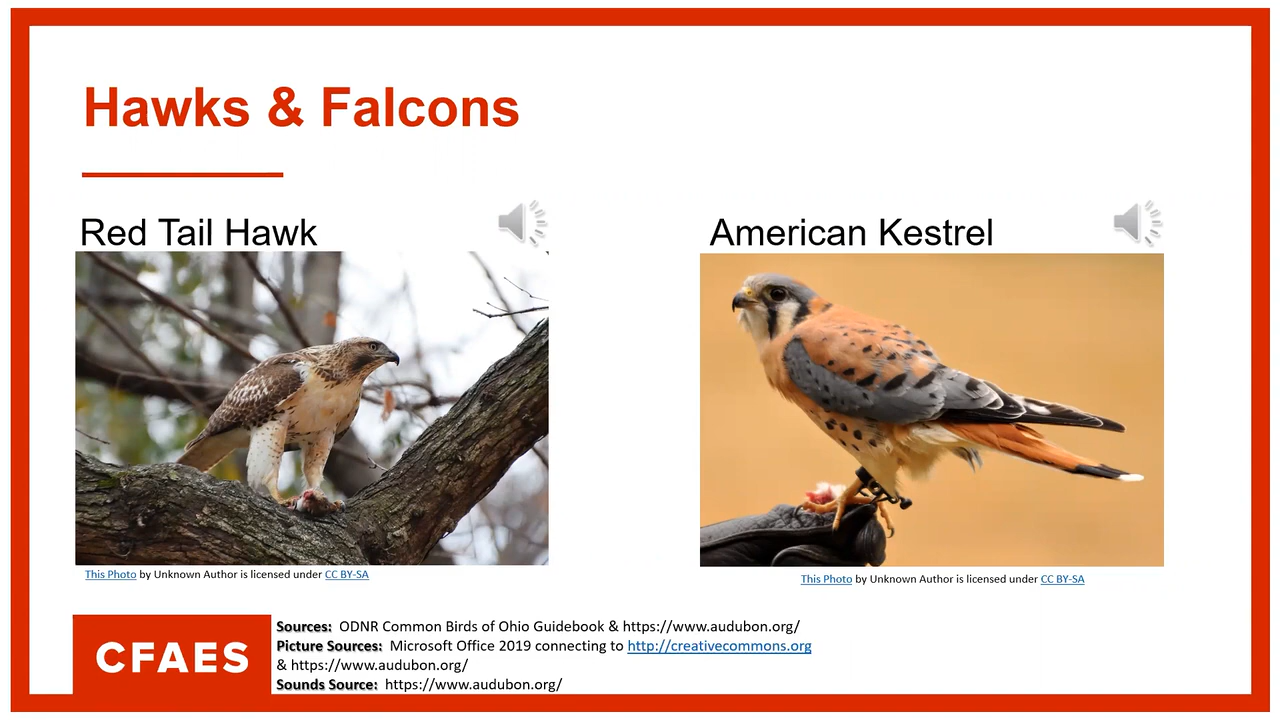 Hawks & Falcons
Red Tail Hawk
American Kestrel
This Photo by Unknown Author is licensed under CC BY-SA
This Photo by Unknown Author is licensed under CC BY-SA
CFAES
Sources: ODNR Common Birds of Ohio Guidebook & https://www.audubon.org/
Picture Sources: Microsoft Office 2019 connecting to http://creativecommons.org
& https://www.audubon.org/
Sounds Source: https://www.audubon.org/